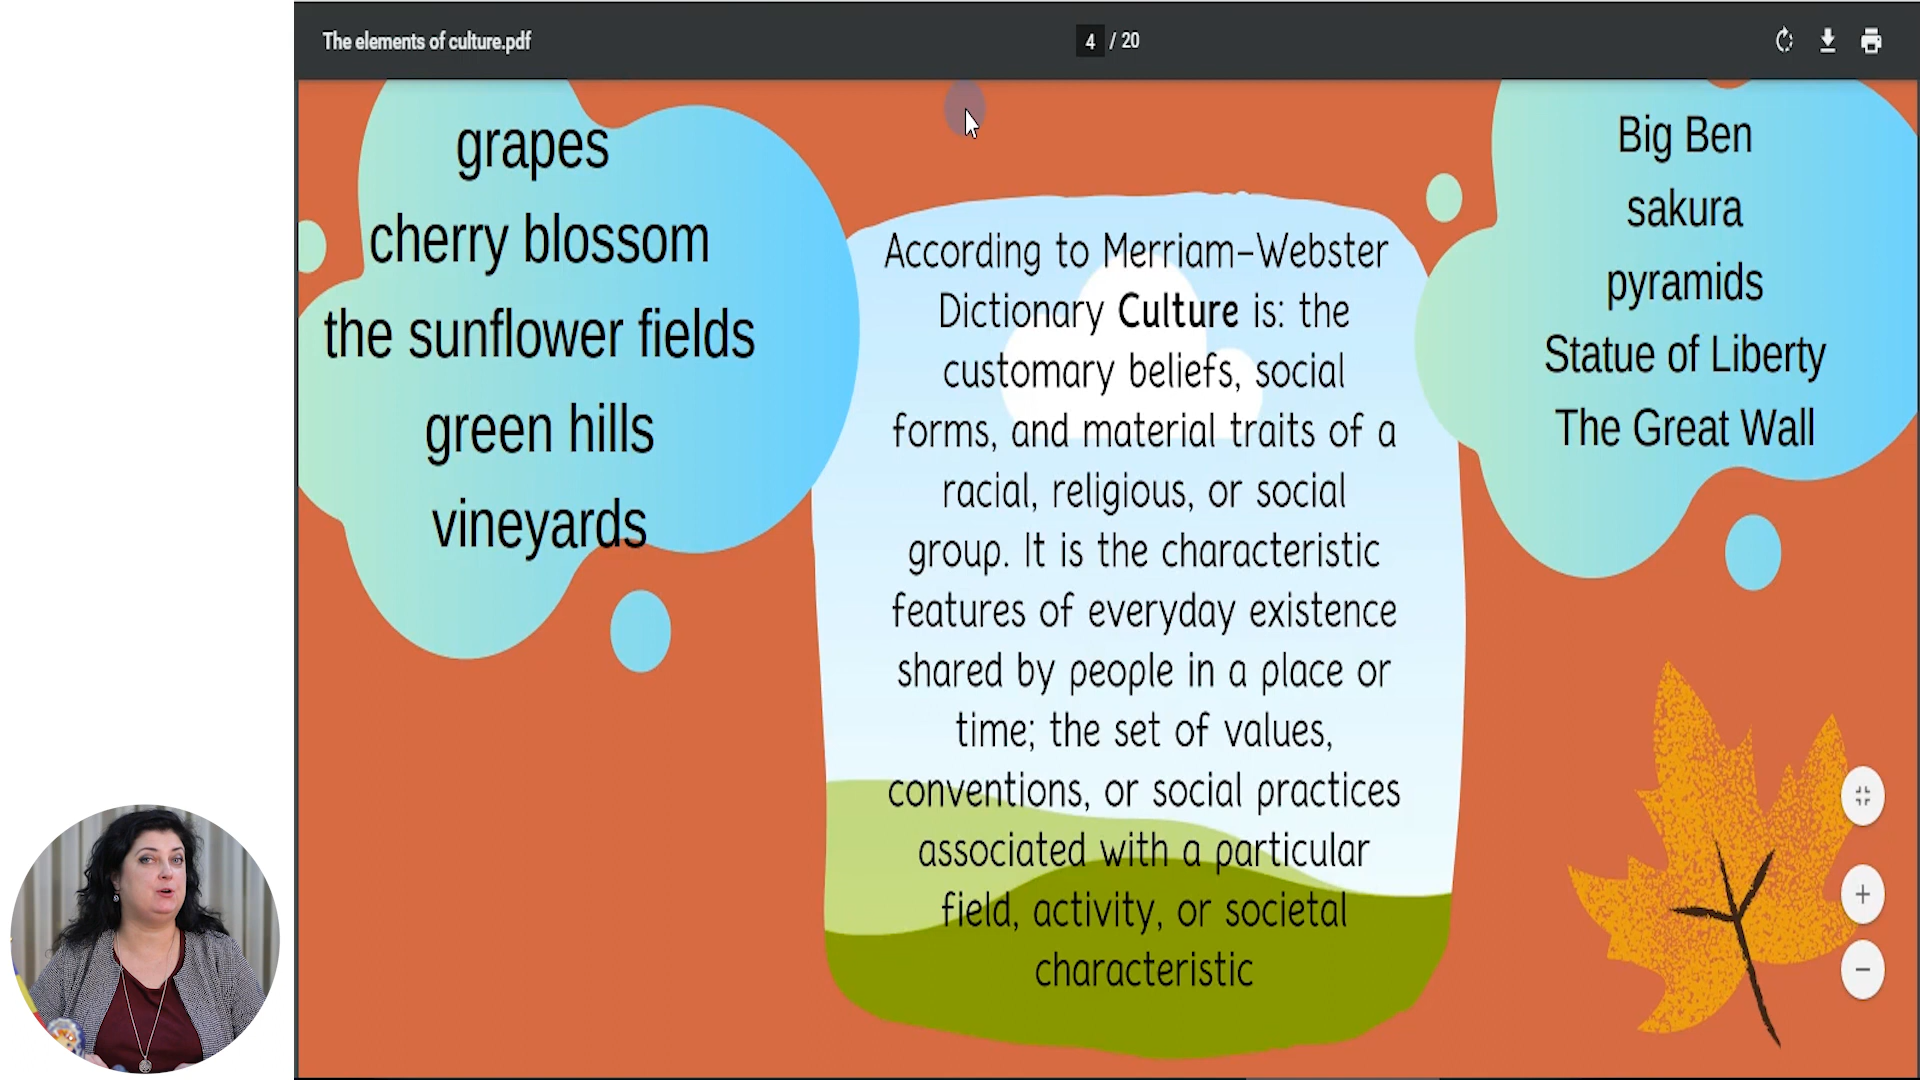 The elements of culture.pdf
4 / 20
grapes
cherry blossom
the sunflower fields
green hills
vineyards
According to Merriam-Webster
Dictionary Culture is: the
customary beliefs, social
forms, and material traits of a
racial, religious, or social
group. It is the characteristic
features of everyday existence
shared by people in a place or
time; the set of values,
conventions, or social practices
associated with a particular
field, activity, or societal
characteristic
Big Ben
sakura
pyramids
Statue of Liberty
The Great Wall